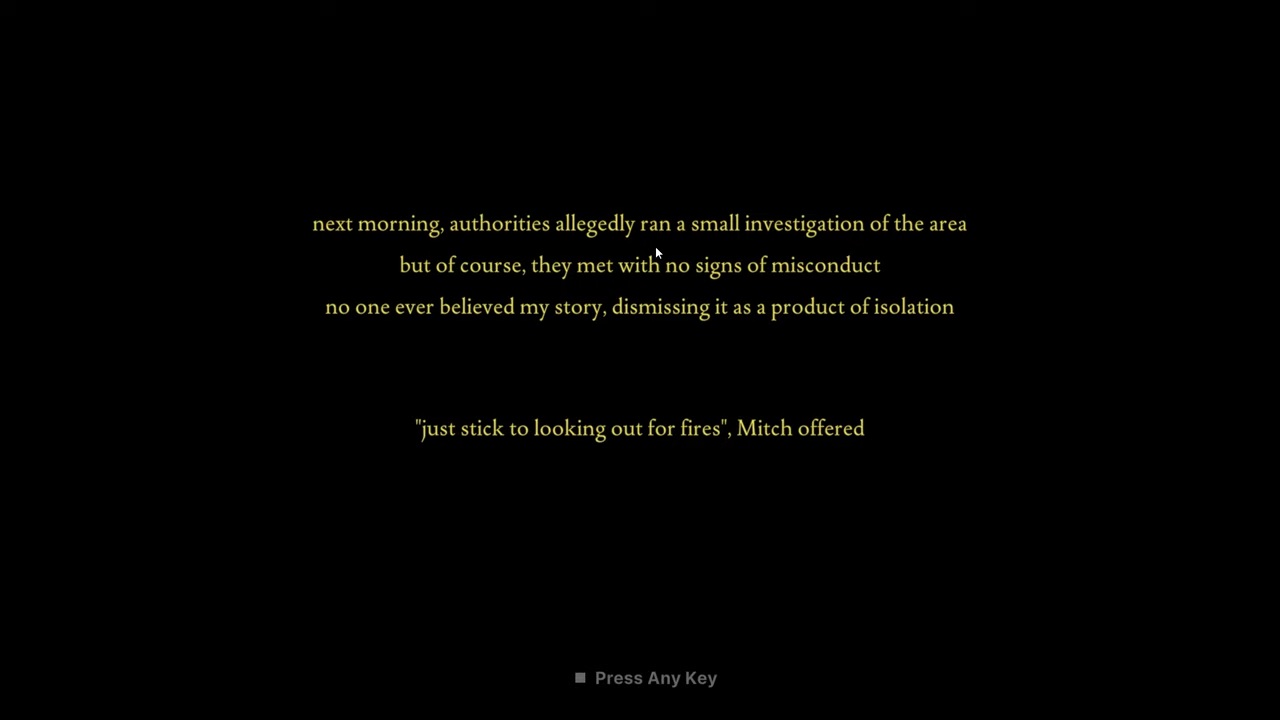 next morning, authorities allegedly ran a small investigation of the area
but of course, they met with no signs of misconduct
no one ever believed my story, dismissing it as a product of isolation
"just stick to looking out for fires", Mitch offered
Press Any Key